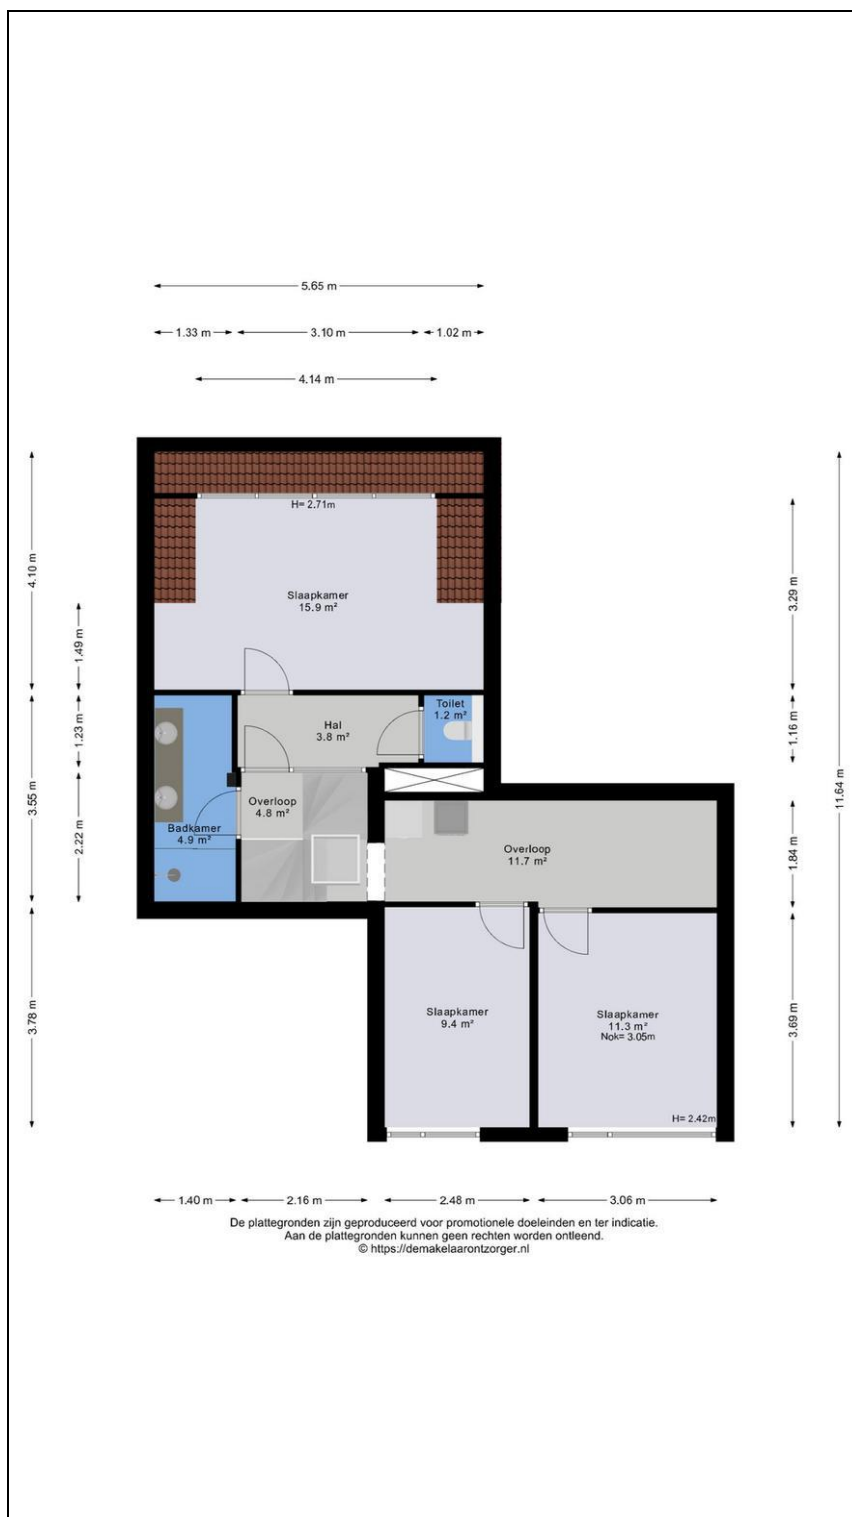 5.65 m
1.33 m
3.10 m
1.02 m
4.14 m
H= 2.71m
4.10 m
3.29 m
11.64 m
Slaapkamer
15.9 m²
1.49 m
Toilet
1.2 m²
Hal
3.8 m²
1.23 m
1.16 m
3.55 m
Overloop
4.8 m²
2.22 m
Badkamer
4.9 m²
Overloop
11.7 m²
1.84 m
3.78 m
Slaapkamer
9.4 m²
Slaapkamer
11.3 m²
Nok= 3.05m
3.69 m
H= 2.42m
1.40 m
2.16 m
2.48 m
3.06 m
De plattegronden zijn geproduceerd voor promotionele doeleinden en ter indicatie.
Aan de plattegronden kunnen geen rechten worden ontleend.
© https://demakelaarontzorger.nl